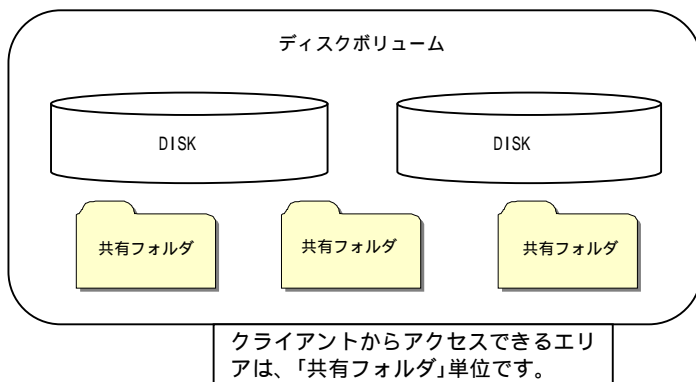 ディスクボリューム
DISK
DISK
共有フォルダ
共有フォルダ
共有フォルダ
クライアントからアクセスできるエリ
アは、「共有フォルダ」単位です。